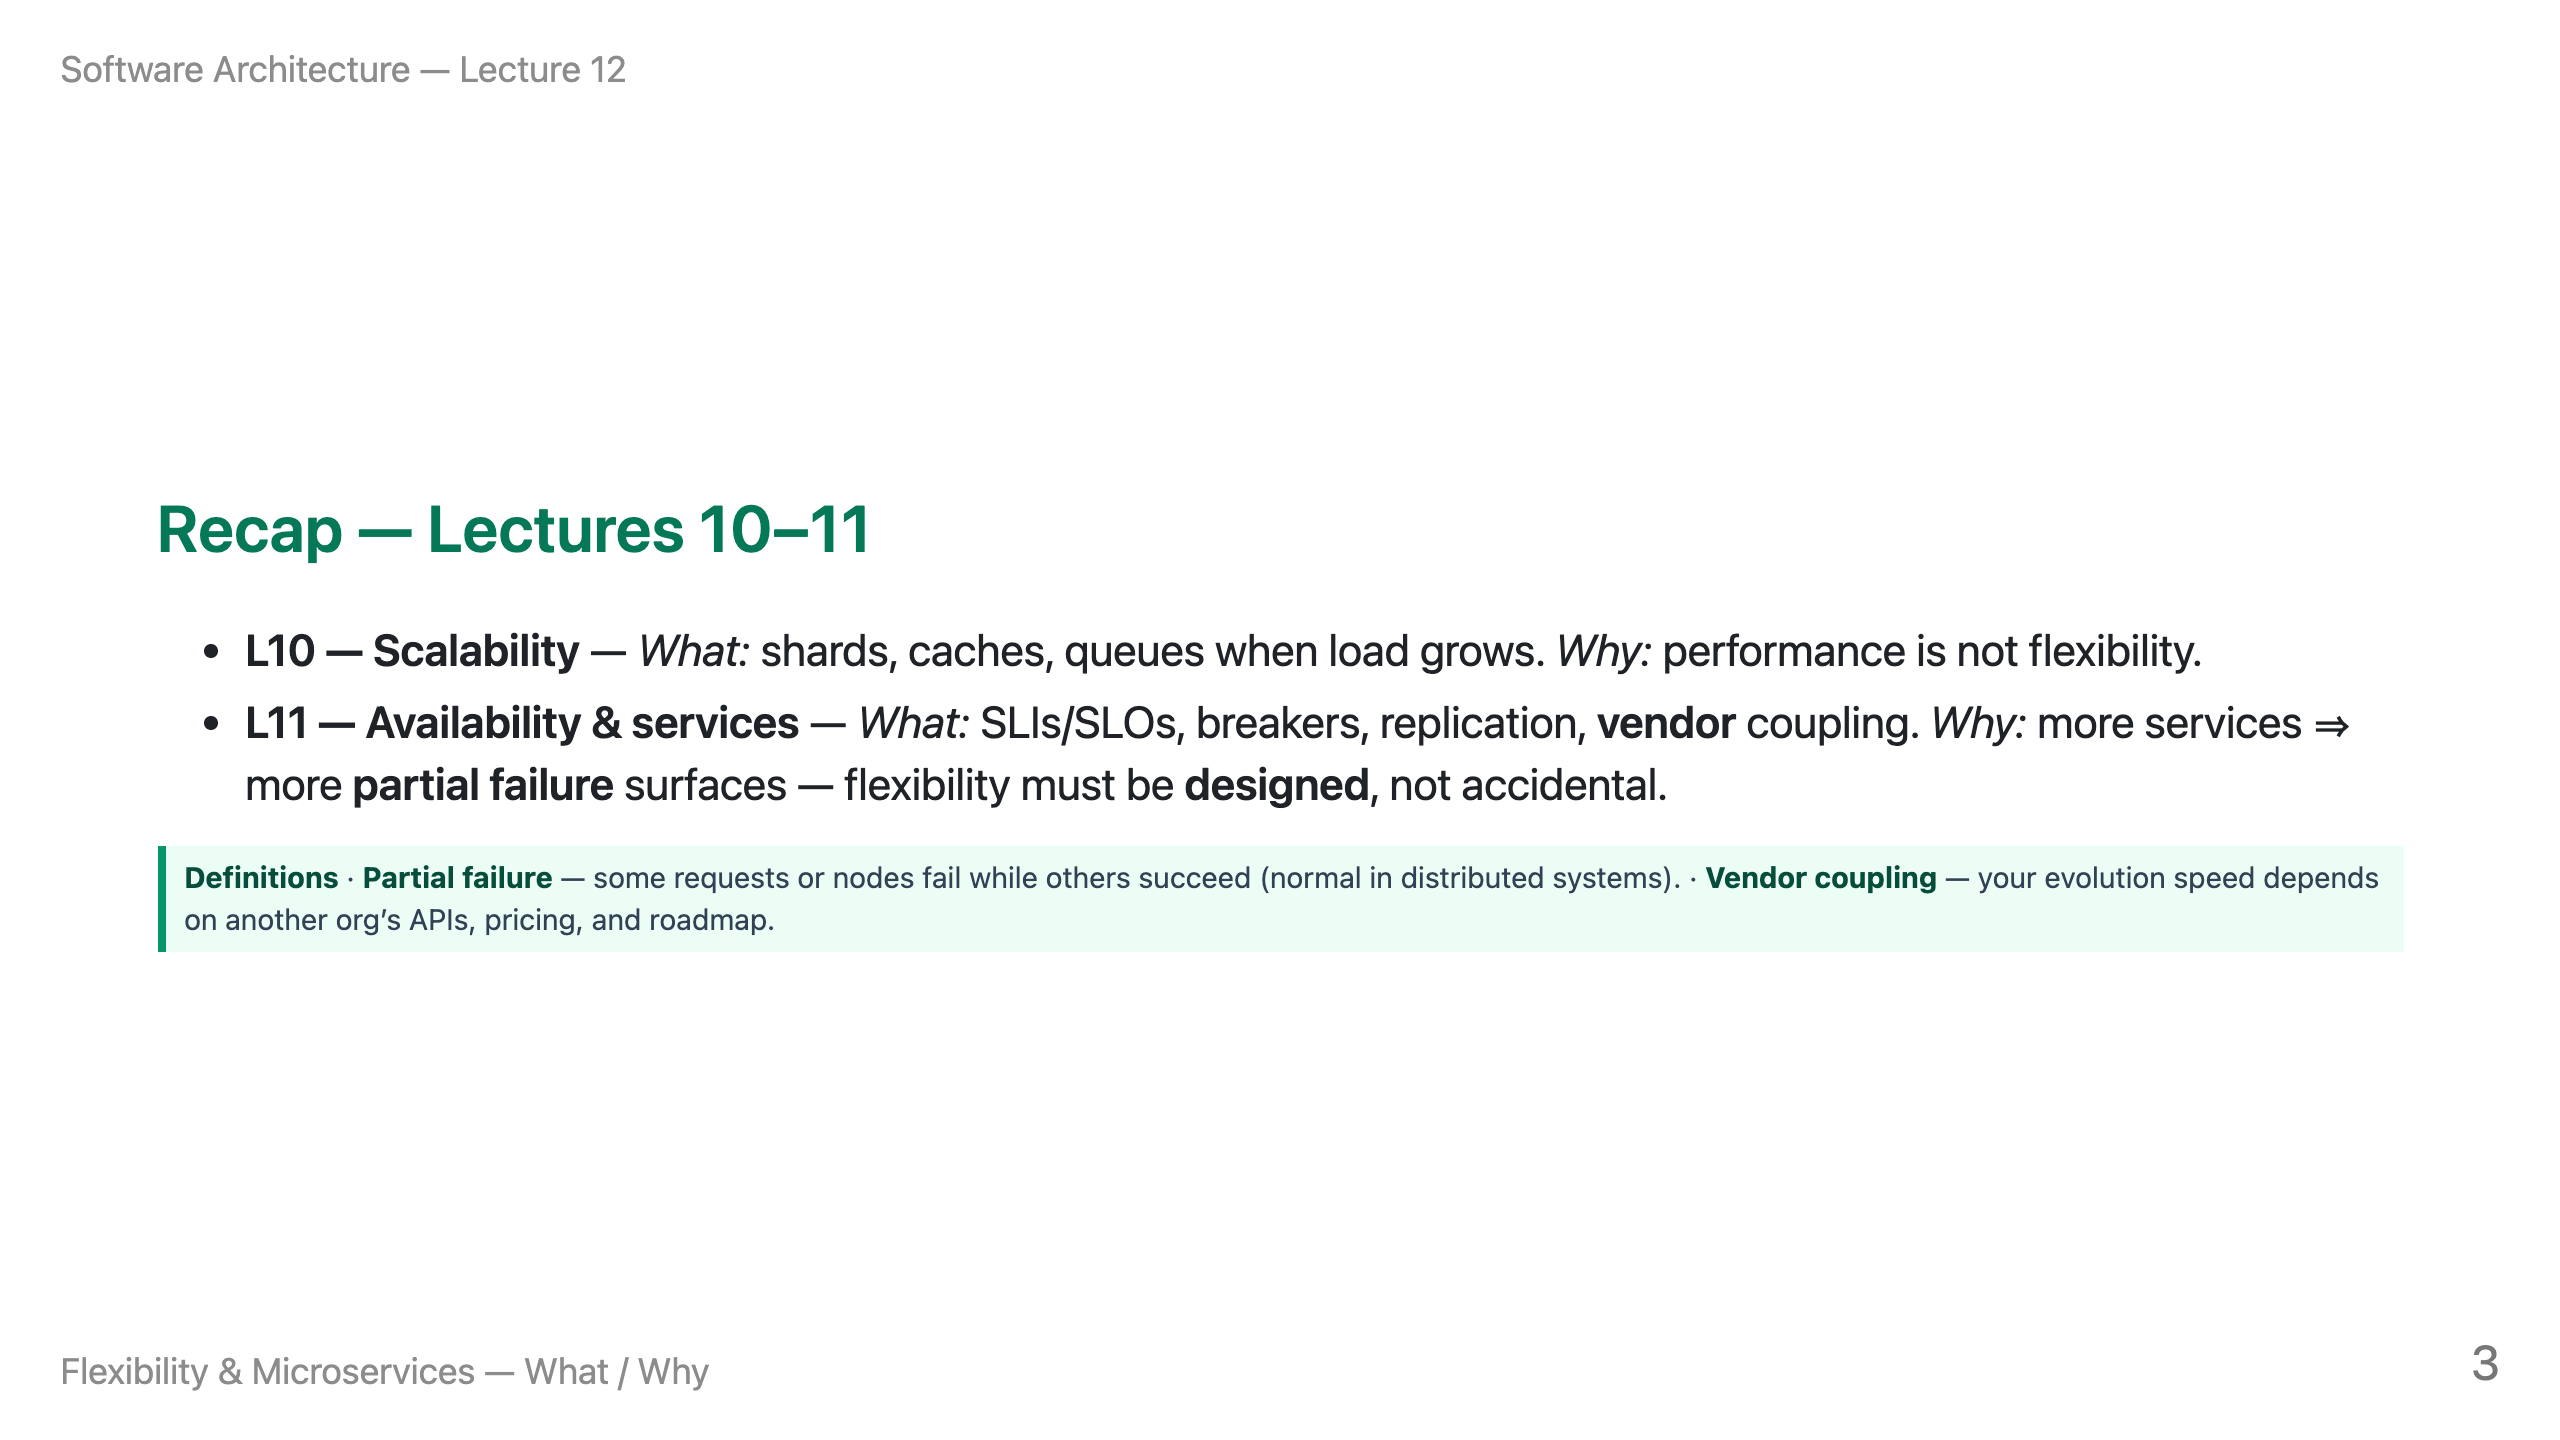 Software Architecture — Lecture 12
Recap — Lectures 10–11
• L10 — Scalability — What: shards, caches, queues when load grows. Why: performance is not flexibility.
• L11 — Availability & services — What: SLIs/SLOs, breakers, replication, vendor coupling. Why: more services ⇒
more partial failure surfaces — flexibility must be designed, not accidental.
Definitions · Partial failure — some requests or nodes fail while others succeed (normal in distributed systems). · Vendor coupling — your evolution speed depends
on another org’s APIs, pricing, and roadmap.
Flexibility & Microservices — What / Why
3